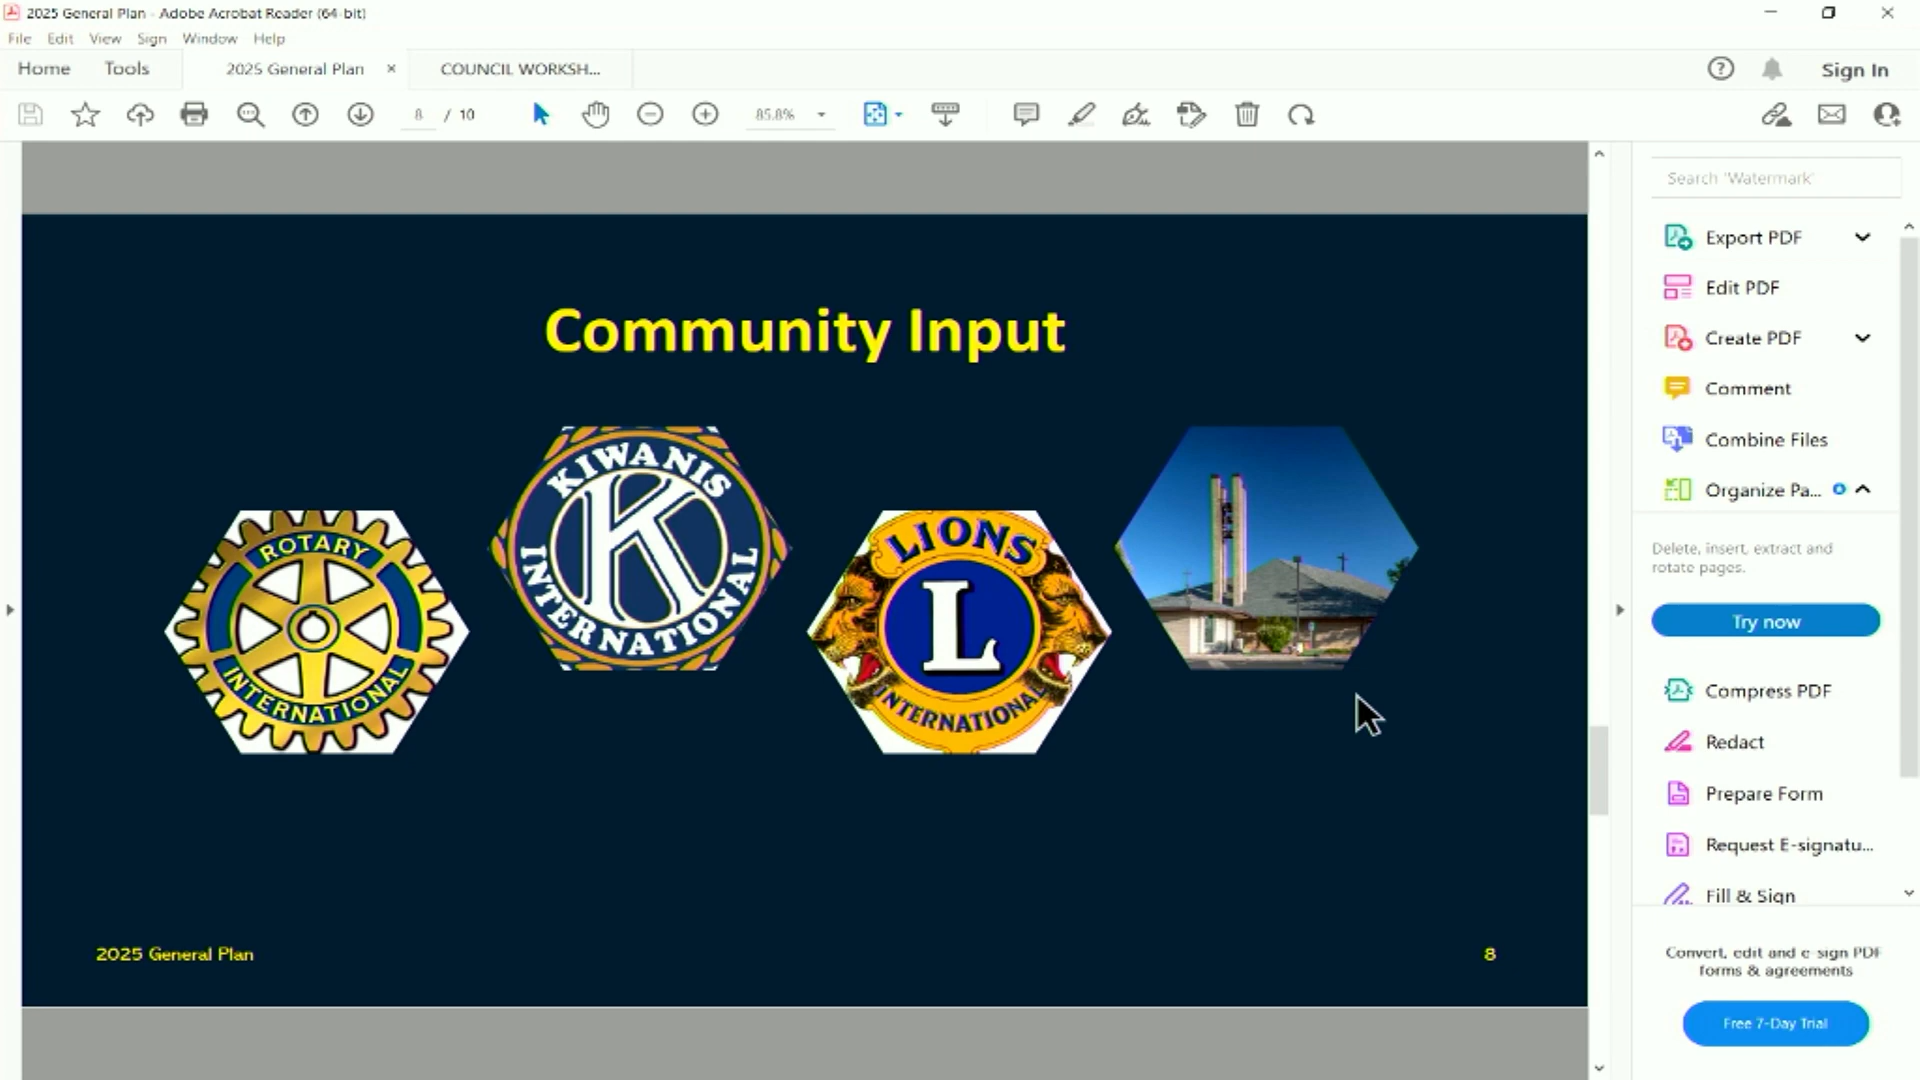 2025 General Plan - Adobe Acrobat Reader (64-bit)
File Edit View Sign Window Help
Home Tools 2025 General Plan × COUNCIL WORKSH... Sign In
8 / 10 85.8%
Search 'Watermark'
Export PDF
Edit PDF
Create PDF
Comment
Combine Files
Organize Pa...
Delete, insert, extract and
rotate pages.
Try now
Compress PDF
Redact
Prepare Form
Request E-signatu...
Fill & Sign
Convert, edit and e-sign PDF
forms & agreements
Free 7-Day Trial
Community Input
ROTARY
INTERNATIONAL
KIWANIS
K
INTERNATIONAL
LIONS
L
INTERNATIONAL
2025 General Plan
8